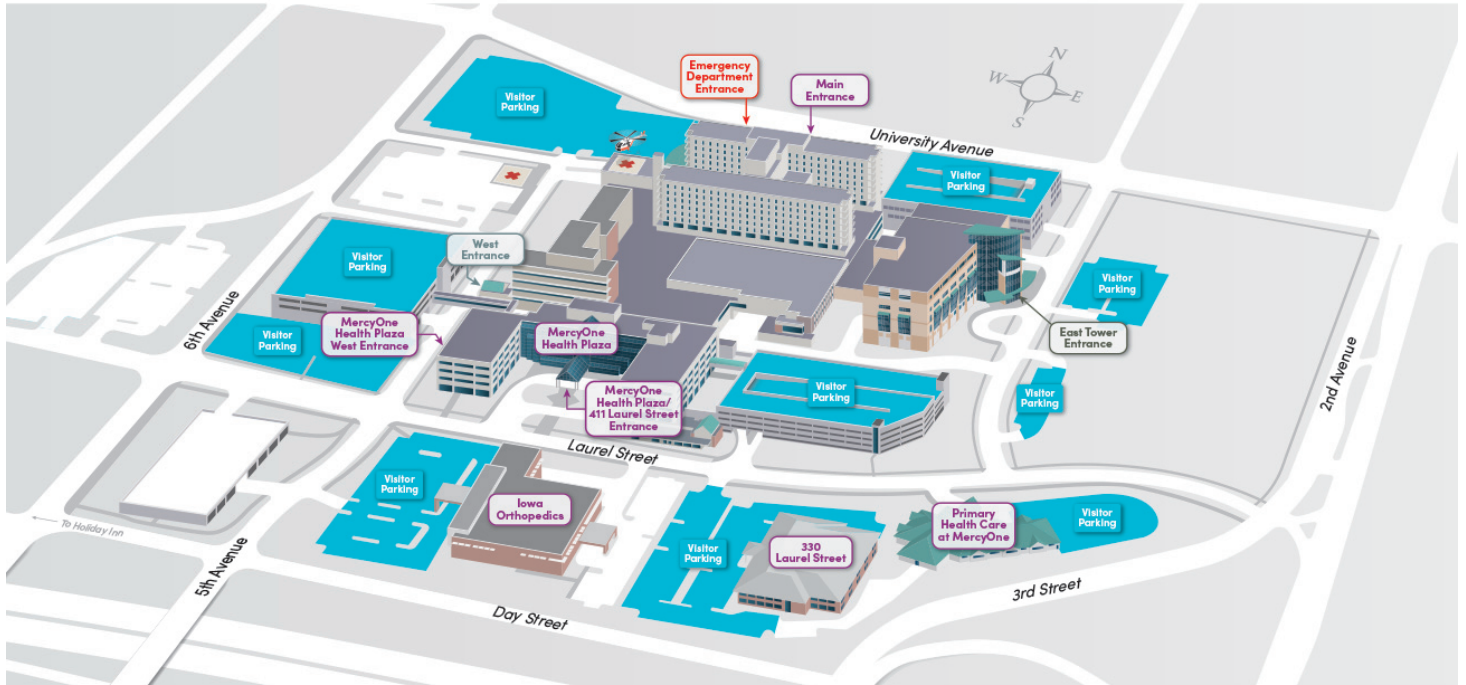 Emergency
Department
Entrance
Main
Entrance
N
W
E
S
Visitor
Parking
University Avenue
Visitor
Parking
West
Entrance
Visitor
Parking
Visitor
Parking
6th Avenue
MercyOne
Health Plaza
West Entrance
Visitor
Parking
MercyOne
Health Plaza
East Tower
Entrance
2nd Avenue
MercyOne
Health Plaza/
411 Laurel Street
Entrance
Visitor
Parking
Visitor
Parking
Laurel Street
Visitor
Parking
Iowa
Orthopedics
Primary
Health Care
at MercyOne
Visitor
Parking
To Holiday Inn
Visitor
Parking
330
Laurel Street
5th Avenue
Day Street
3rd Street